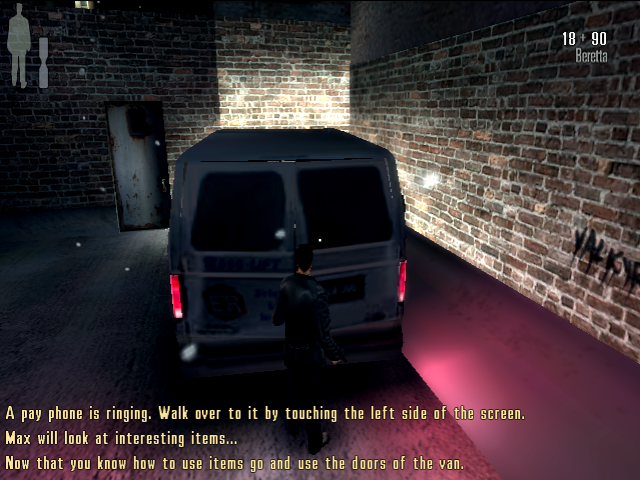 18 + 90
Beretta
A pay phone is ringing. Walk over to it by touching the left side of the screen.
Max will look at interesting items...
Now that you know how to use items go and use the doors of the van.